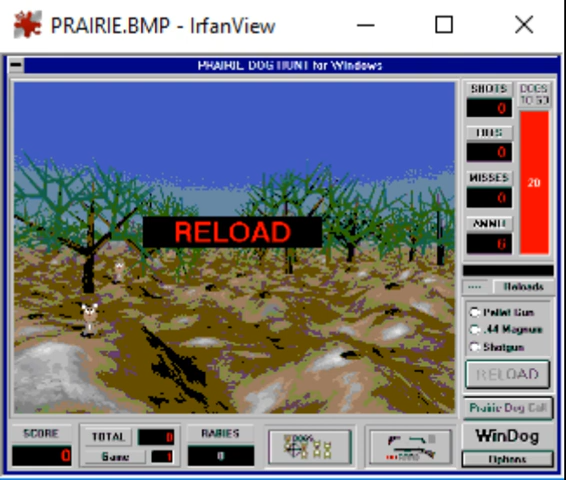 PRAIRIE.BMP - IrfanView
PRAIRIE DOG HUNT for Windows
SHOTS
0
DOGS
TO GO
HITS
0
20
MISSES
0
AMMO
6
RELOAD
Reloads
Pellet Gun
.44 Magnum
Shotgun
RELOAD
Prairie Dog Call
SCORE
0
TOTAL
0
Game
1
RABIES
0
DOGS
WinDog
Options